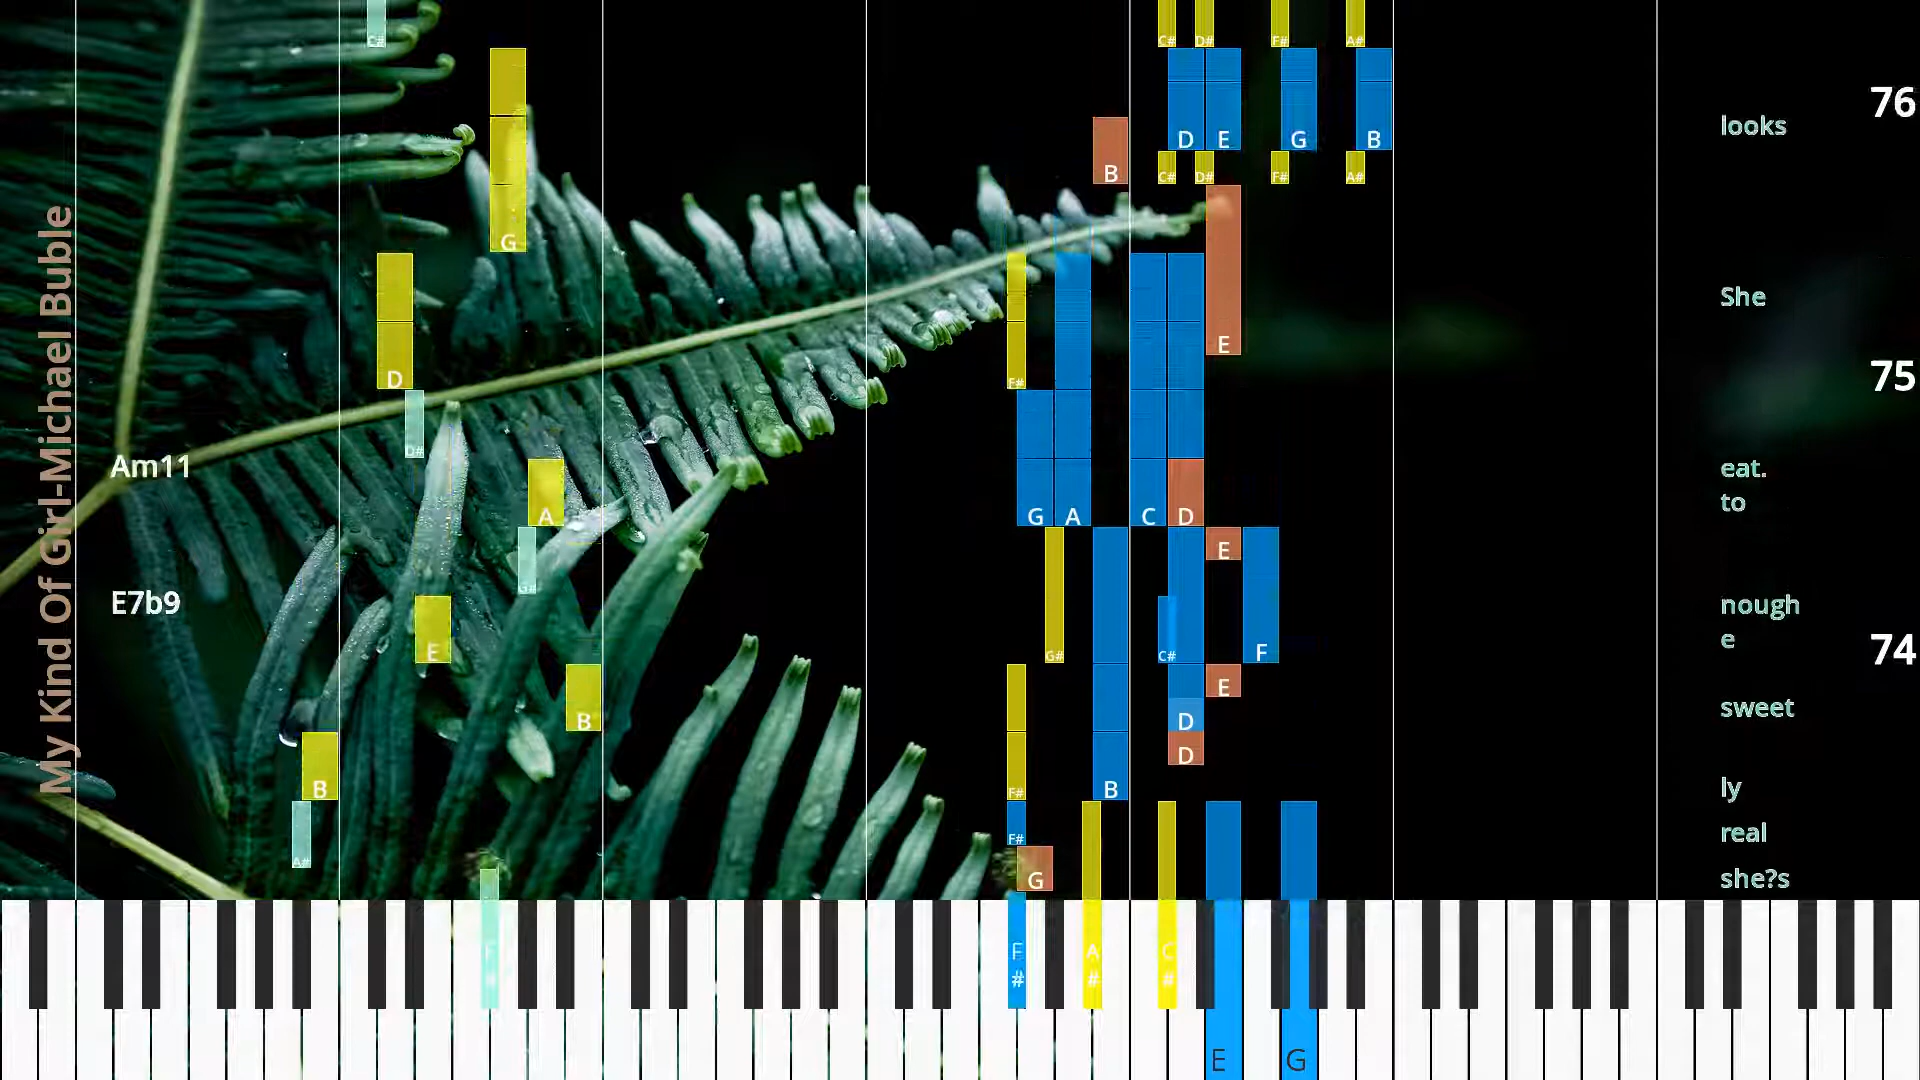 My Kind Of Girl-Michael Buble
C#
C# D# F# A#
76
D E G B
looks
B
C# D# F# A#
G
She
E
75
D F#
D#
Am11
eat.
A G A C D
to
E
G#
E7b9
nough
e
E G# C# F
74
E
sweet
B D
D
B F# B
ly
real
A# F#
G
she?s
F# F# A# C#
E G